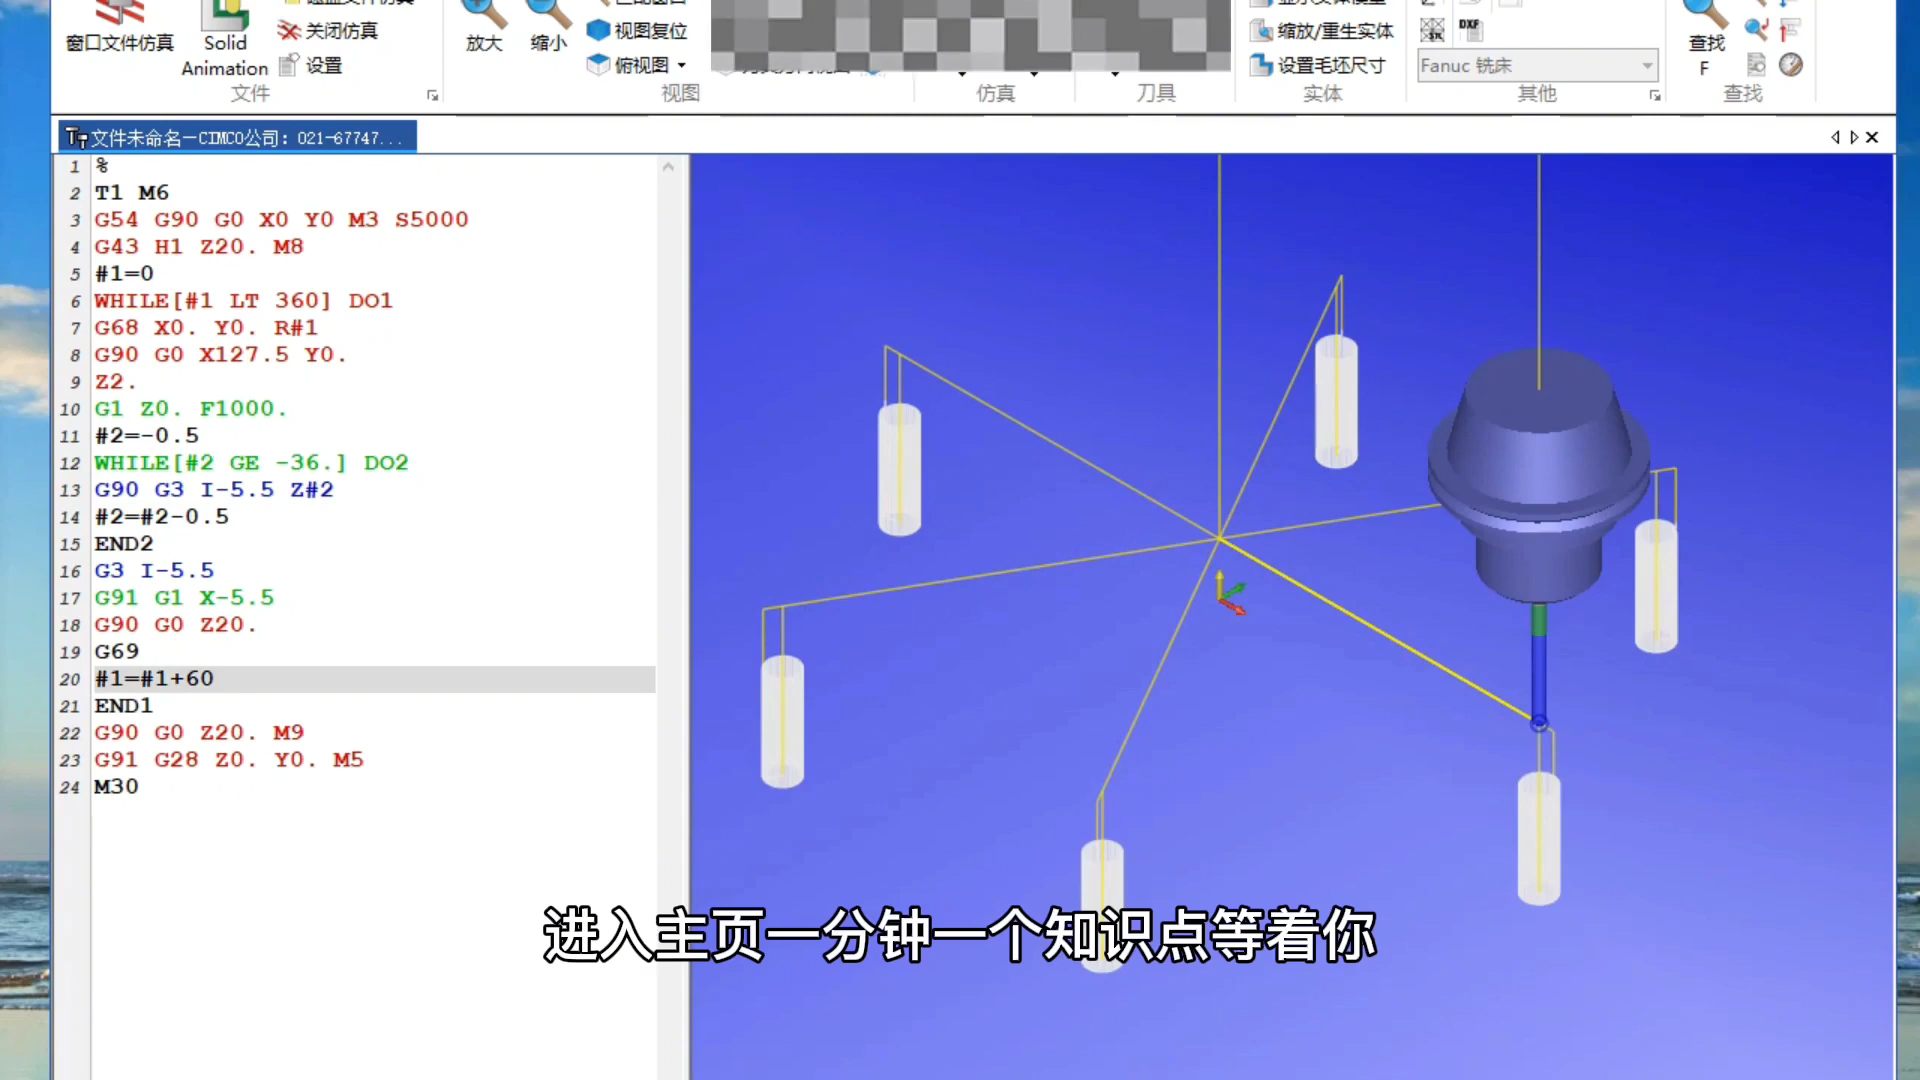 窗口文件仿真
Solid
Animation
关闭仿真
设置
文件
放大
缩小
视图复位
俯视图
视图
仿真
刀具
缩放/重生实体
设置毛坯尺寸
实体
DXF
Fanuc 铣床
其他
查找
F
查找
文件未命名—CIMCO公司: 021-67747...
1 %
2 T1 M6
3 G54 G90 G0 X0 Y0 M3 S5000
4 G43 H1 Z20. M8
5 #1=0
6 WHILE[#1 LT 360] DO1
7 G68 X0. Y0. R#1
8 G90 G0 X127.5 Y0.
9 Z2.
10 G1 Z0. F1000.
11 #2=-0.5
12 WHILE[#2 GE -36.] DO2
13 G90 G3 I-5.5 Z#2
14 #2=#2-0.5
15 END2
16 G3 I-5.5
17 G91 G1 X-5.5
18 G90 G0 Z20.
19 G69
20 #1=#1+60
21 END1
22 G90 G0 Z20. M9
23 G91 G28 Z0. Y0. M5
24 M30
进入主页一分钟一个知识点等着你